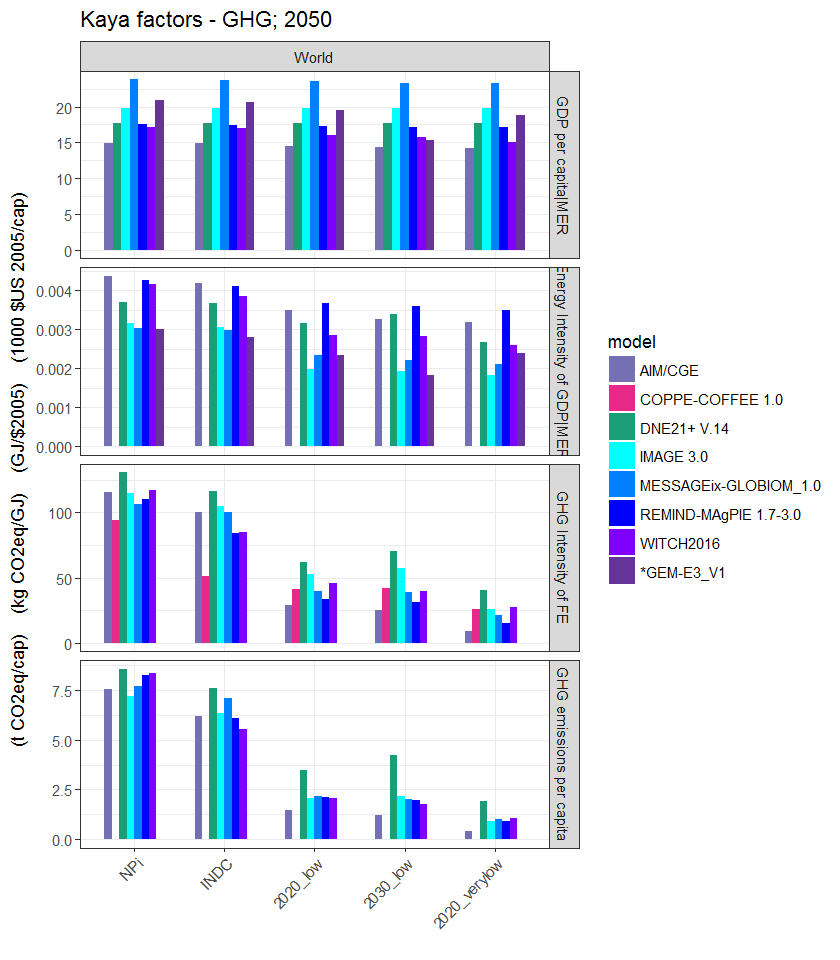 Kaya factors - GHG; 2050
World
20
15
10
5
0
GDP per capita|MER
0.004
0.003
0.002
0.001
0.000
Energy Intensity of GDP|MER
100
50
0
GHG Intensity of FE
7.5
5.0
2.5
0.0
GHG emissions per capita
(t CO2eq/cap) (kg CO2eq/GJ) (GJ/$2005) (1000 $US 2005/cap)
NPi
INDC
2020_low
2030_low
2020_verylow
model
AIM/CGE
COPPE-COFFEE 1.0
DNE21+ V.14
IMAGE 3.0
MESSAGEix-GLOBIOM_1.0
REMIND-MAgPIE 1.7-3.0
WITCH2016
*GEM-E3_V1